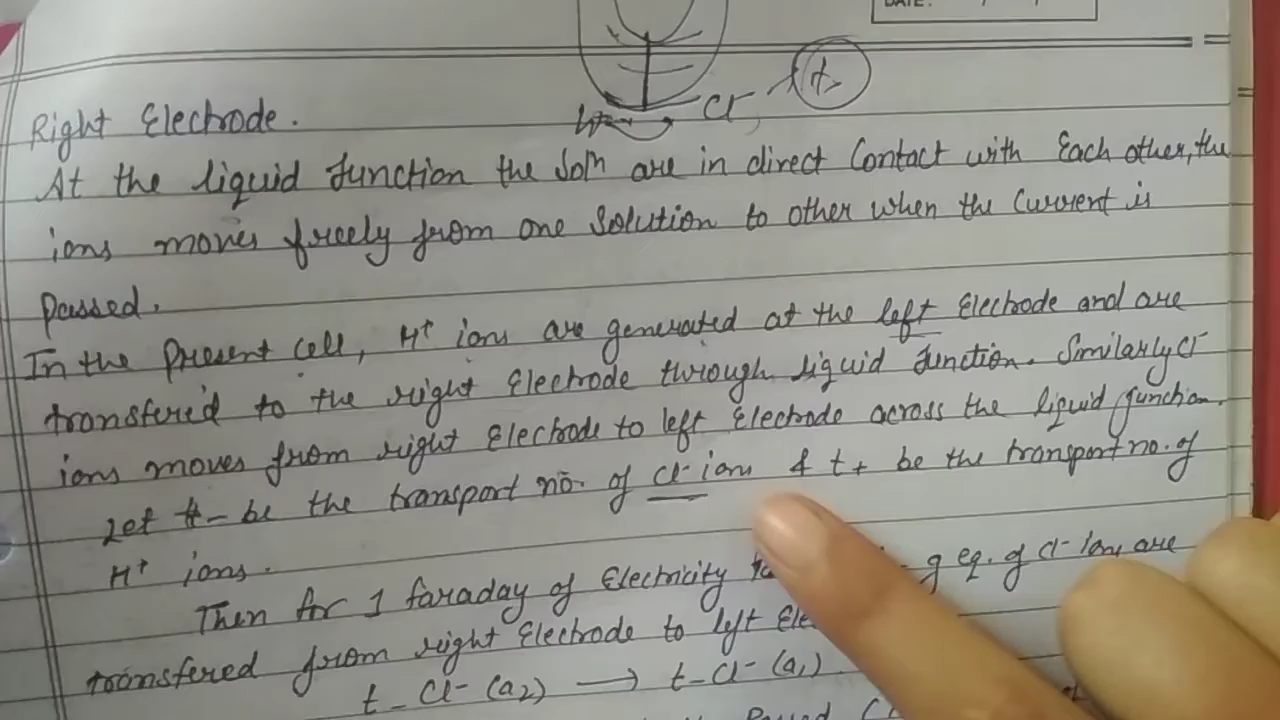 DATE: / /
Cl⁻ t₋
H⁺
Right Electrode.
At the liquid Junction the Solⁿ are in direct Contact with Each other, the
ions moves freely from one Solution to other when the Current is
passed.
In the Present cell, H⁺ ions are generated at the left Electrode and are
transfered to the right Electrode through liquid Junction. Similarly Cl⁻
ions moves from right Electrode to left Electrode across the liquid function.
Let t₋ be the transport no. of Cl⁻ ions & t₊ be the transport no. of
H⁺ ions.
Then for 1 faraday of Electricity g eq. of Cl⁻ ion are
transfered from right Electrode to left Ele
t₋ Cl⁻ (a₂) → t₋ Cl⁻ (a₁)